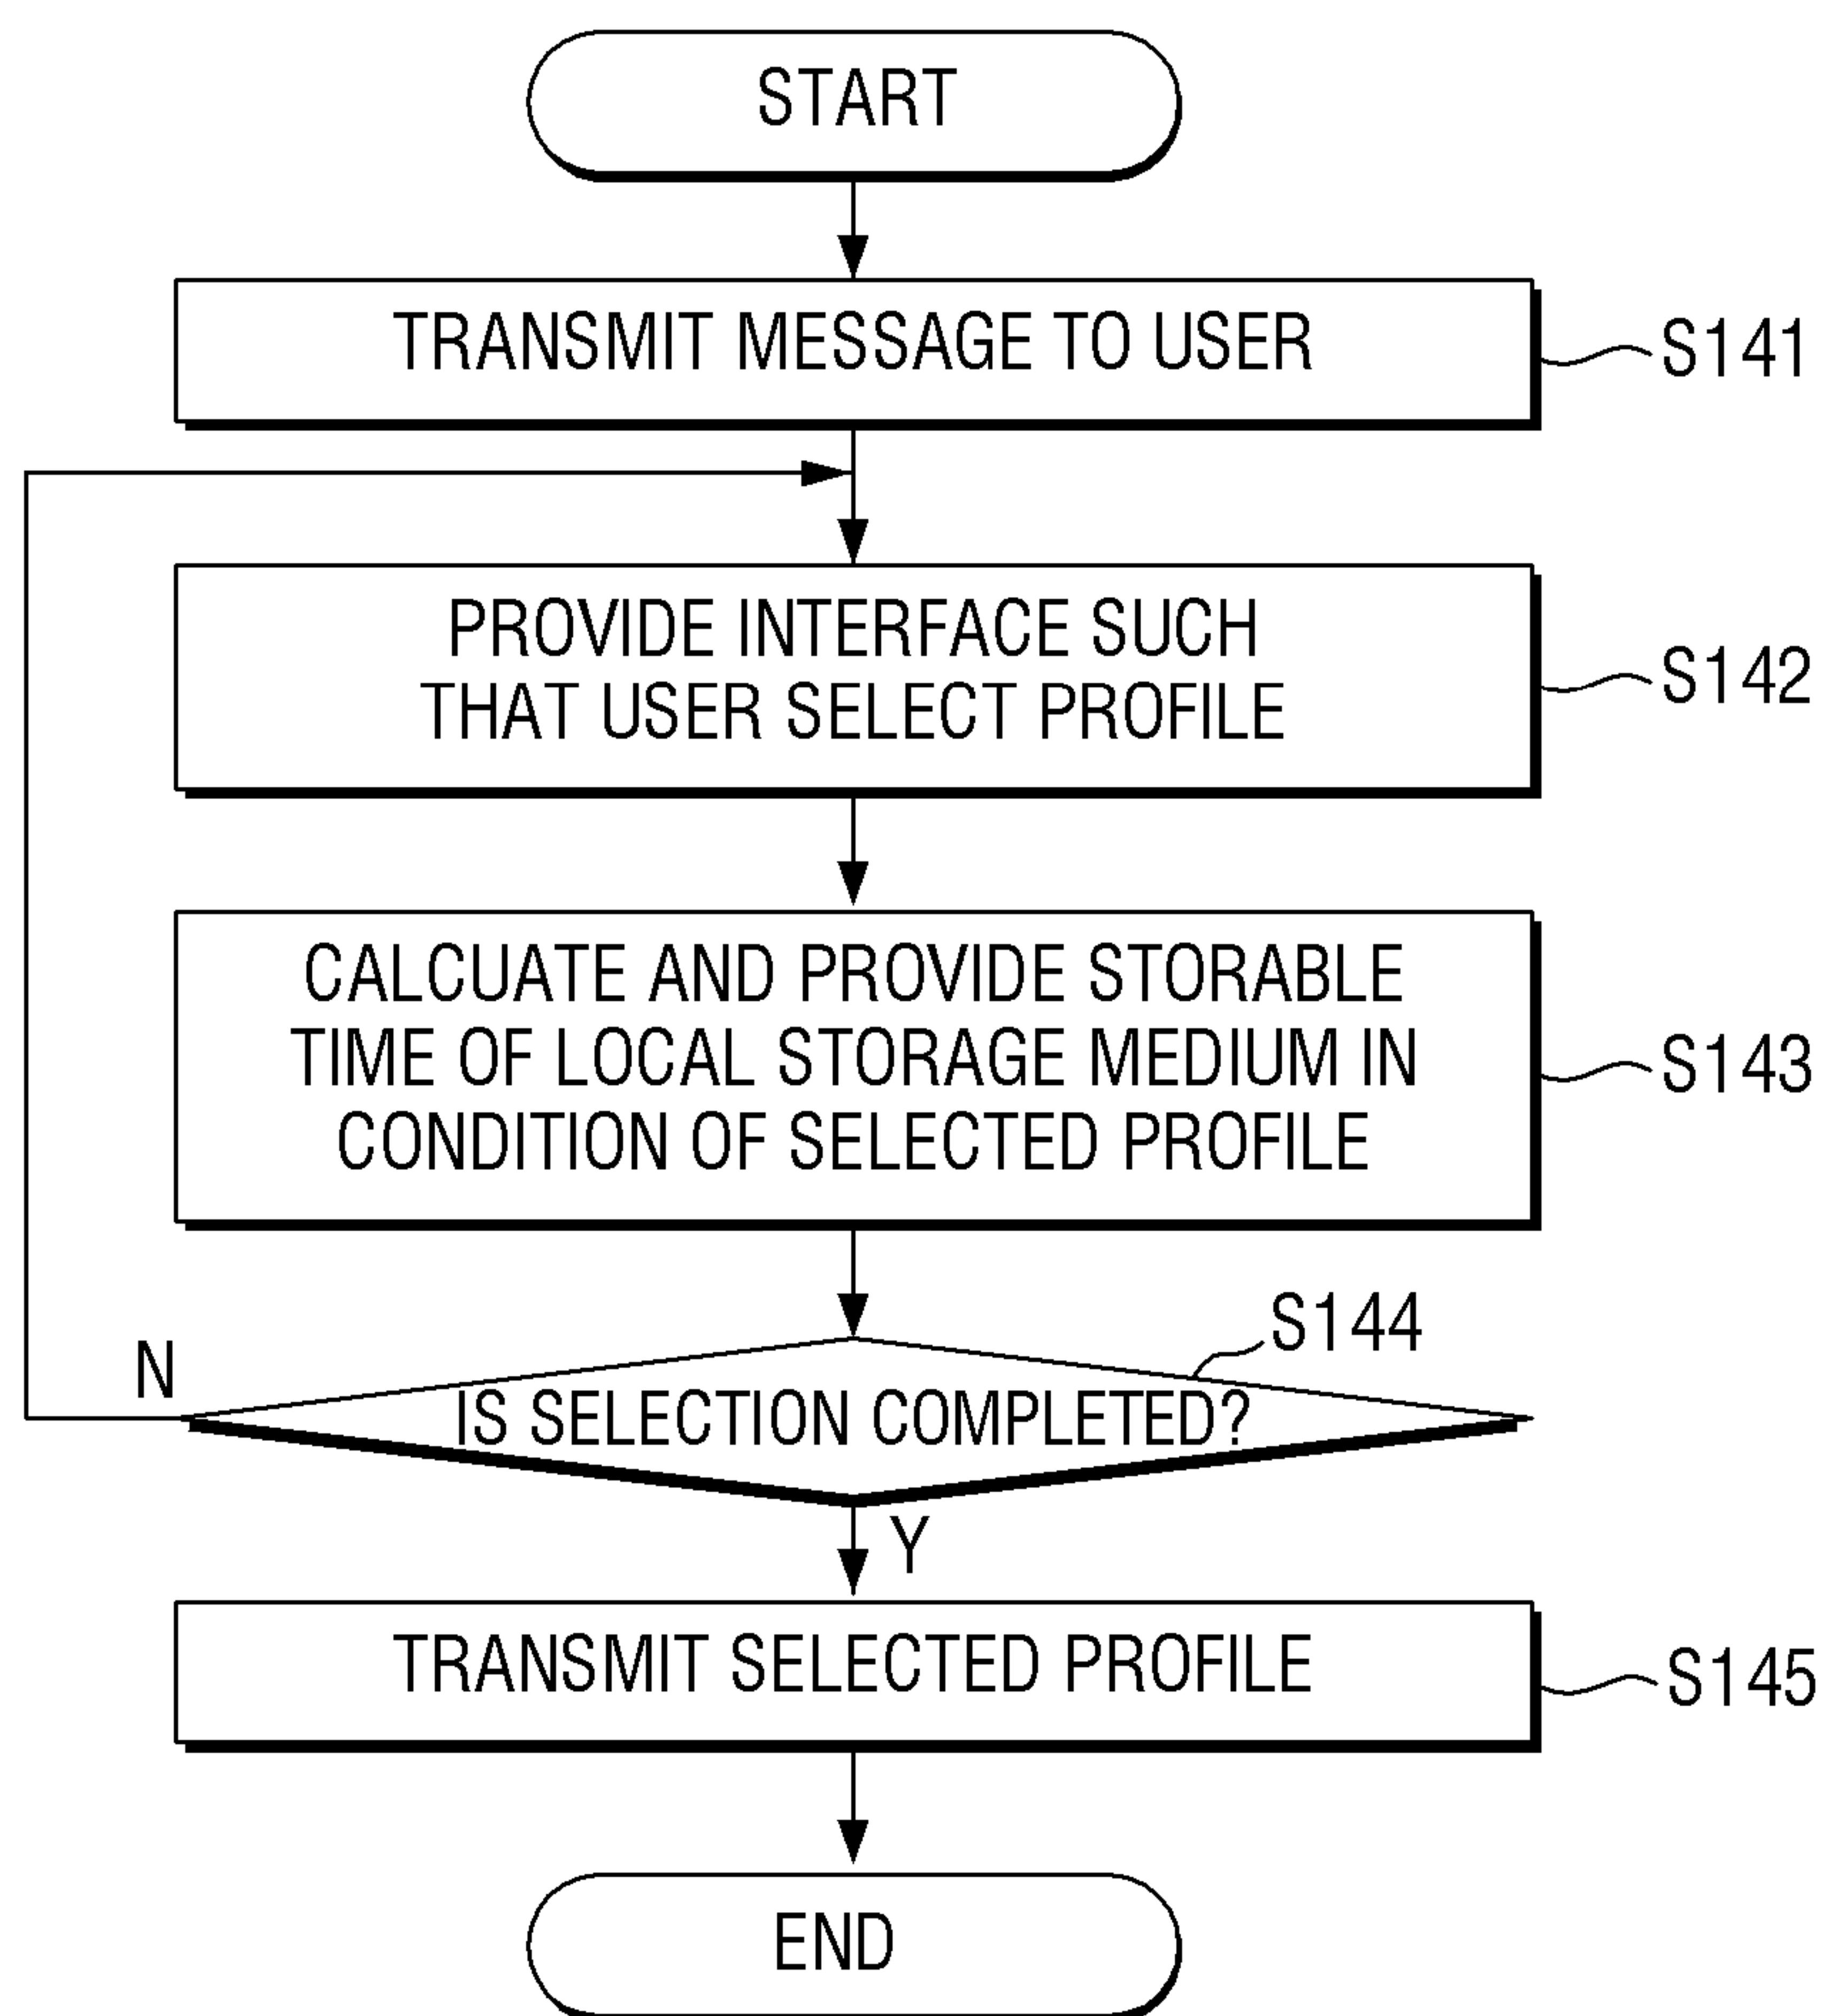 START
TRANSMIT MESSAGE TO USER
S141
PROVIDE INTERFACE SUCH
THAT USER SELECT PROFILE
S142
CALCUATE AND PROVIDE STORABLE
TIME OF LOCAL STORAGE MEDIUM IN
CONDITION OF SELECTED PROFILE
S143
S144
N
IS SELECTION COMPLETED?
Y
TRANSMIT SELECTED PROFILE
S145
END